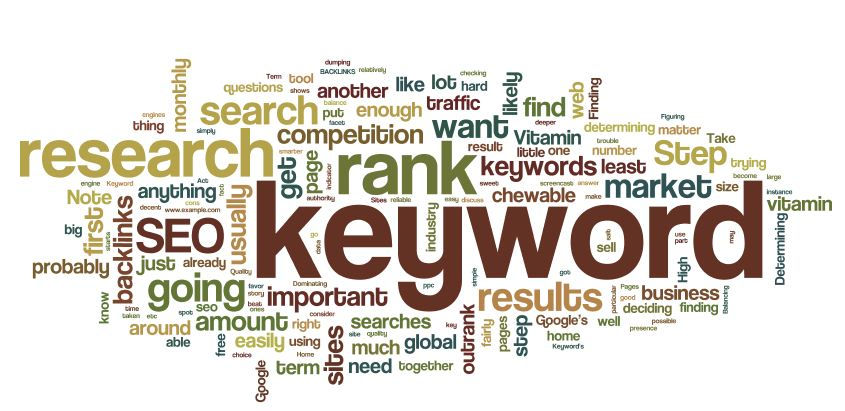 dumping
Term
BACKLINKS
relatively
monthly
questions
shows
tool
another
like
lot
checking
hard
likely
web
Finding
engines
thing
simply
search
balance
put
facet
enough
traffic
find
deeper
Figuring
competition
want
Vitamin
determining
matter
trouble
Take
research
smarter
get
page
Indicator
rank
result
little
one
number
Step
trying
engine
Keyword
Act
keywords
least
become
large
Note
anything
fact
cons
authority
Sites
reliable
sweet
screencast
answer
market
size
instance
decent
www.example.com
usually
easy
discuss
chewable
make
vitamin
big
first
starts
backlinks
SEO
keyword
go
data
industry
salt
sell
use
part
may
Determining
probably
just
already
Quality
ppc
simple
got
High
going
favor
story
beat
ones
Dominating
important
results
particular
Pages
good
business
Balancing
know
time
taken
etc
spot
seo
amount
consider
right
searches
key
outrank
fairly
pages
step
Google's
well
deciding
finding
possible
presence
around
able
free
easily
using
sites
site
quality
much
global
home
Keyword's
choice
Home
Google
term
need
together